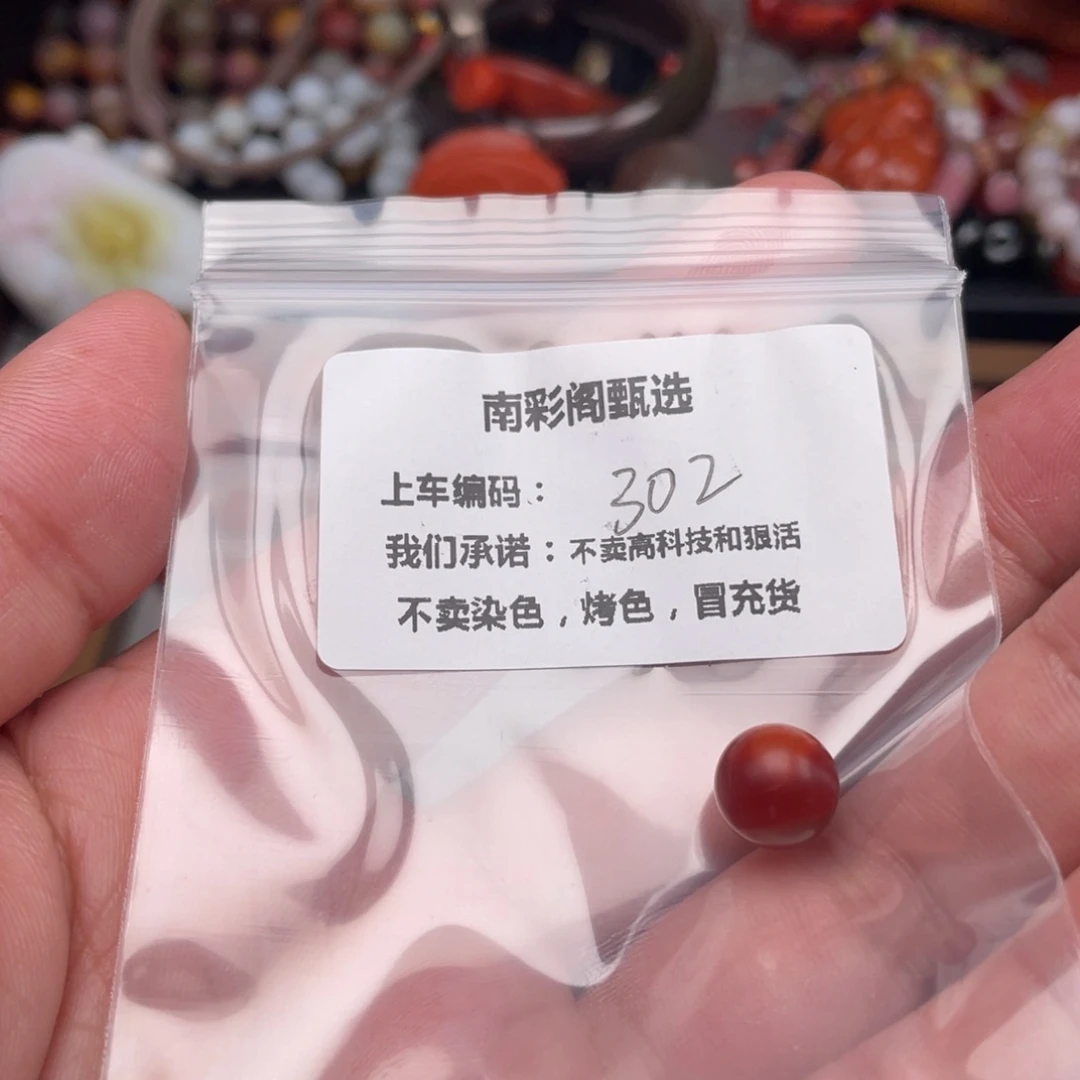 南彩阁甄选
上车编码：302
我们承诺：不卖高科技和狠活
不卖染色，烤色，冒充货